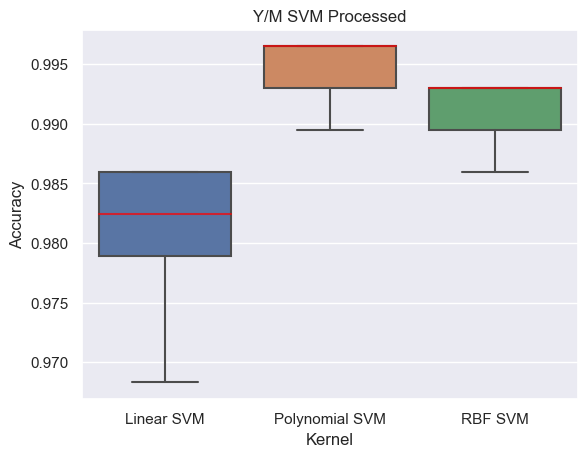 Y/M SVM Processed
Accuracy
0.995
0.990
0.985
0.980
0.975
0.970
Linear SVM
Polynomial SVM
RBF SVM
Kernel